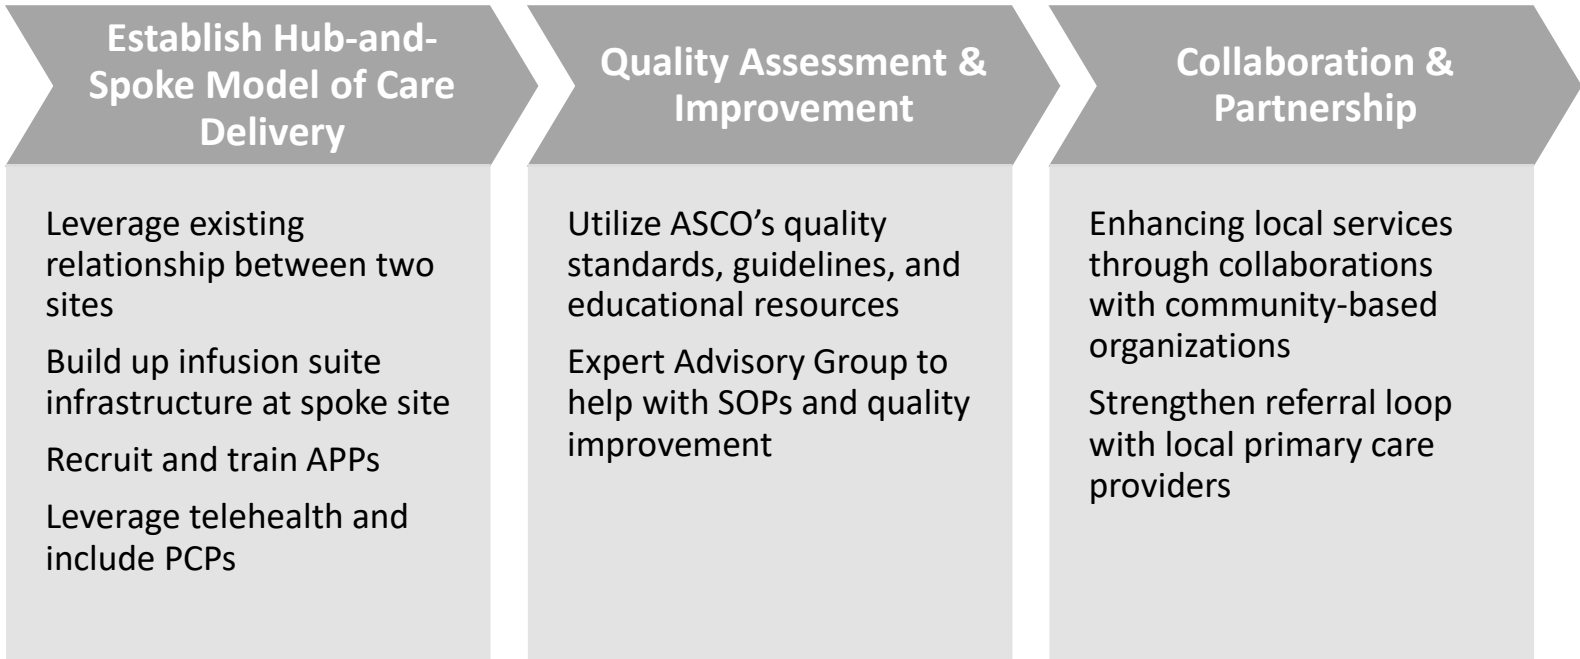 Establish Hub-and-
Spoke Model of Care
Delivery
Leverage existing
relationship between two
sites
Build up infusion suite
infrastructure at spoke site
Recruit and train APPs
Leverage telehealth and
include PCPs
Quality Assessment &
Improvement
Utilize ASCO’s quality
standards, guidelines, and
educational resources
Expert Advisory Group to
help with SOPs and quality
improvement
Collaboration &
Partnership
Enhancing local services
through collaborations
with community-based
organizations
Strengthen referral loop
with local primary care
providers